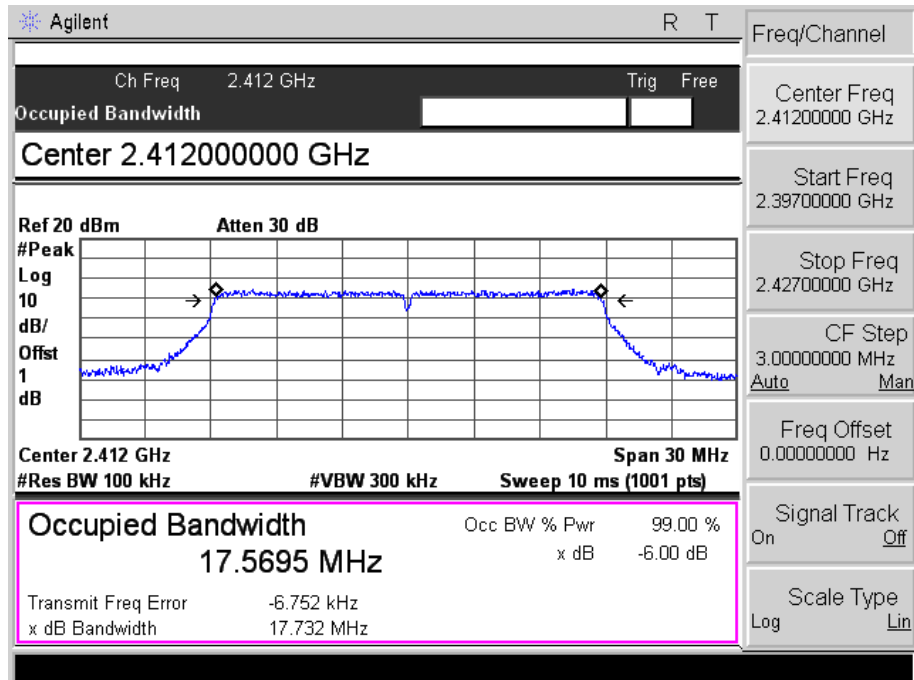 Agilent
R T
Ch Freq 2.412 GHz Trig Free
Occupied Bandwidth
Center 2.412000000 GHz
Ref 20 dBm Atten 30 dB
#Peak
Log
10
dB/
Offst
1
dB
Center 2.412 GHz Span 30 MHz
#Res BW 100 kHz #VBW 300 kHz Sweep 10 ms (1001 pts)
Occupied Bandwidth
17.5695 MHz
Occ BW % Pwr 99.00 %
x dB -6.00 dB
Transmit Freq Error -6.752 kHz
x dB Bandwidth 17.732 MHz
Freq/Channel
Center Freq
2.41200000 GHz
Start Freq
2.39700000 GHz
Stop Freq
2.42700000 GHz
CF Step
3.00000000 MHz
Auto Man
Freq Offset
0.00000000 Hz
Signal Track
On Off
Scale Type
Log Lin